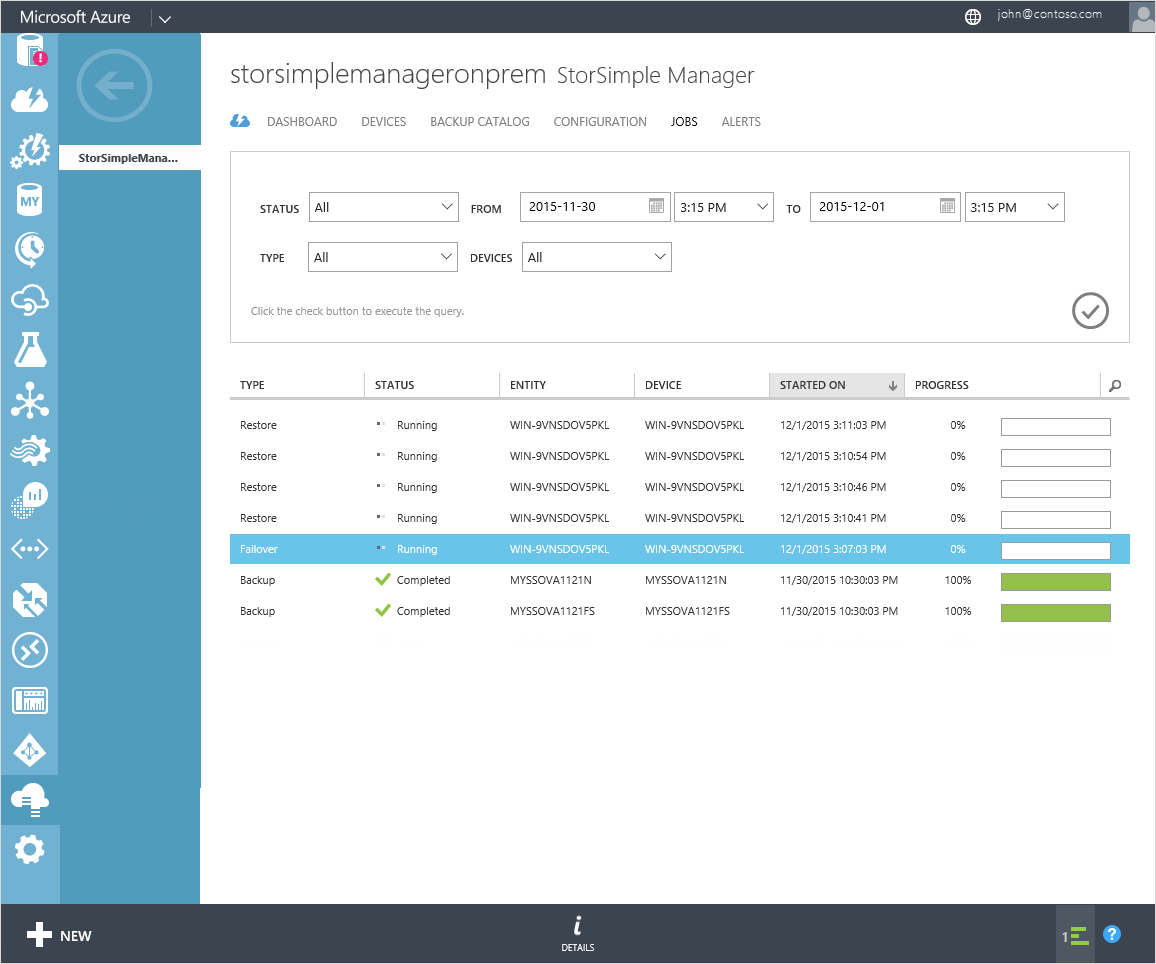 Microsoft Azure
john@contoso.com
MY
StorSimpleMana...
storsimplemanageronprem StorSimple Manager
DASHBOARD DEVICES BACKUP CATALOG CONFIGURATION JOBS ALERTS
STATUS All FROM 2015-11-30 3:15 PM TO 2015-12-01 3:15 PM
TYPE All DEVICES All
Click the check button to execute the query.
TYPE STATUS ENTITY DEVICE STARTED ON PROGRESS
Restore Running WIN-9VNSDOV5PKL WIN-9VNSDOV5PKL 12/1/2015 3:11:03 PM 0%
Restore Running WIN-9VNSDOV5PKL WIN-9VNSDOV5PKL 12/1/2015 3:10:54 PM 0%
Restore Running WIN-9VNSDOV5PKL WIN-9VNSDOV5PKL 12/1/2015 3:10:46 PM 0%
Restore Running WIN-9VNSDOV5PKL WIN-9VNSDOV5PKL 12/1/2015 3:10:41 PM 0%
Failover Running WIN-9VNSDOV5PKL WIN-9VNSDOV5PKL 12/1/2015 3:07:03 PM 0%
Backup Completed MYSSOVA1121N MYSSOVA1121N 11/30/2015 10:30:03 PM 100%
Backup Completed MYSSOVA1121FS MYSSOVA1121FS 11/30/2015 10:30:03 PM 100%
NEW
DETAILS
1